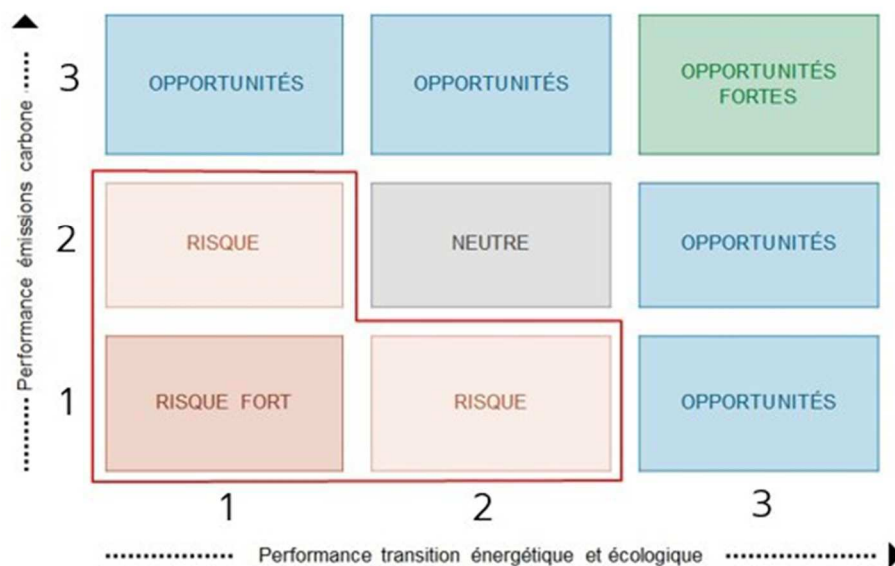 Performance émissions carbone
3
OPPORTUNITÉS
OPPORTUNITÉS
OPPORTUNITÉS
FORTES
2
RISQUE
NEUTRE
OPPORTUNITÉS
1
RISQUE FORT
RISQUE
OPPORTUNITÉS
1
2
3
Performance transition énergétique et écologique